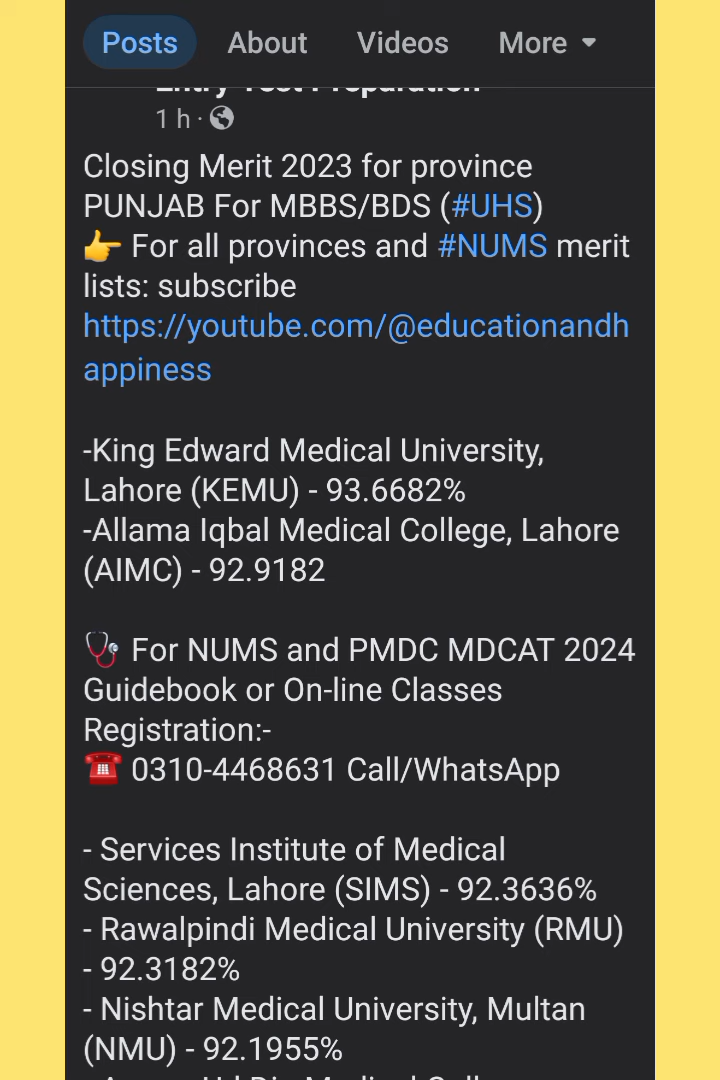 Posts About Videos More
Entry Test Preparation
1 h ·
Closing Merit 2023 for province
PUNJAB For MBBS/BDS (#UHS)
👉 For all provinces and #NUMS merit
lists: subscribe
https://youtube.com/@educationandh
appiness
-King Edward Medical University,
Lahore (KEMU) - 93.6682%
-Allama Iqbal Medical College, Lahore
(AIMC) - 92.9182
🩺 For NUMS and PMDC MDCAT 2024
Guidebook or On-line Classes
Registration:-
☎️ 0310-4468631 Call/WhatsApp
- Services Institute of Medical
Sciences, Lahore (SIMS) - 92.3636%
- Rawalpindi Medical University (RMU)
- 92.3182%
- Nishtar Medical University, Multan
(NMU) - 92.1955%